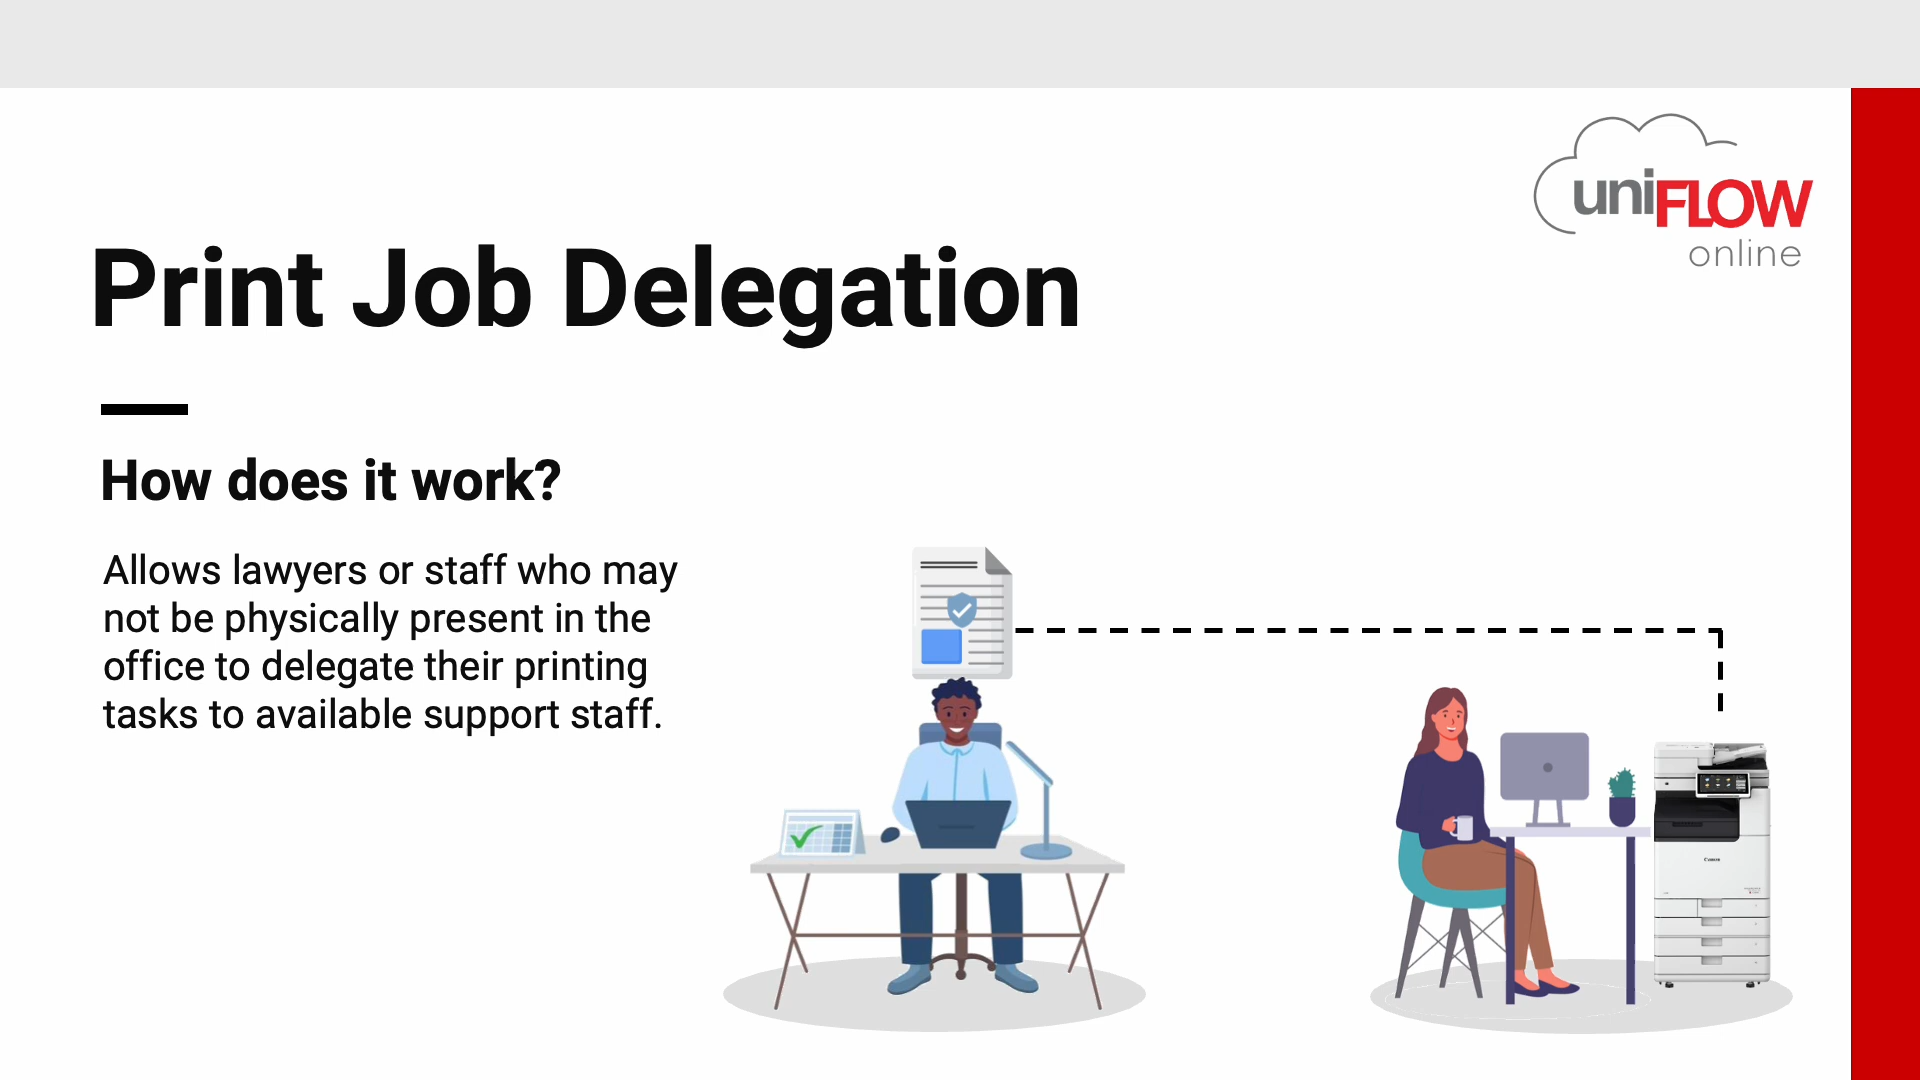 uniFLOW
online
Print Job Delegation
How does it work?
Allows lawyers or staff who may
not be physically present in the
office to delegate their printing
tasks to available support staff.
Canon